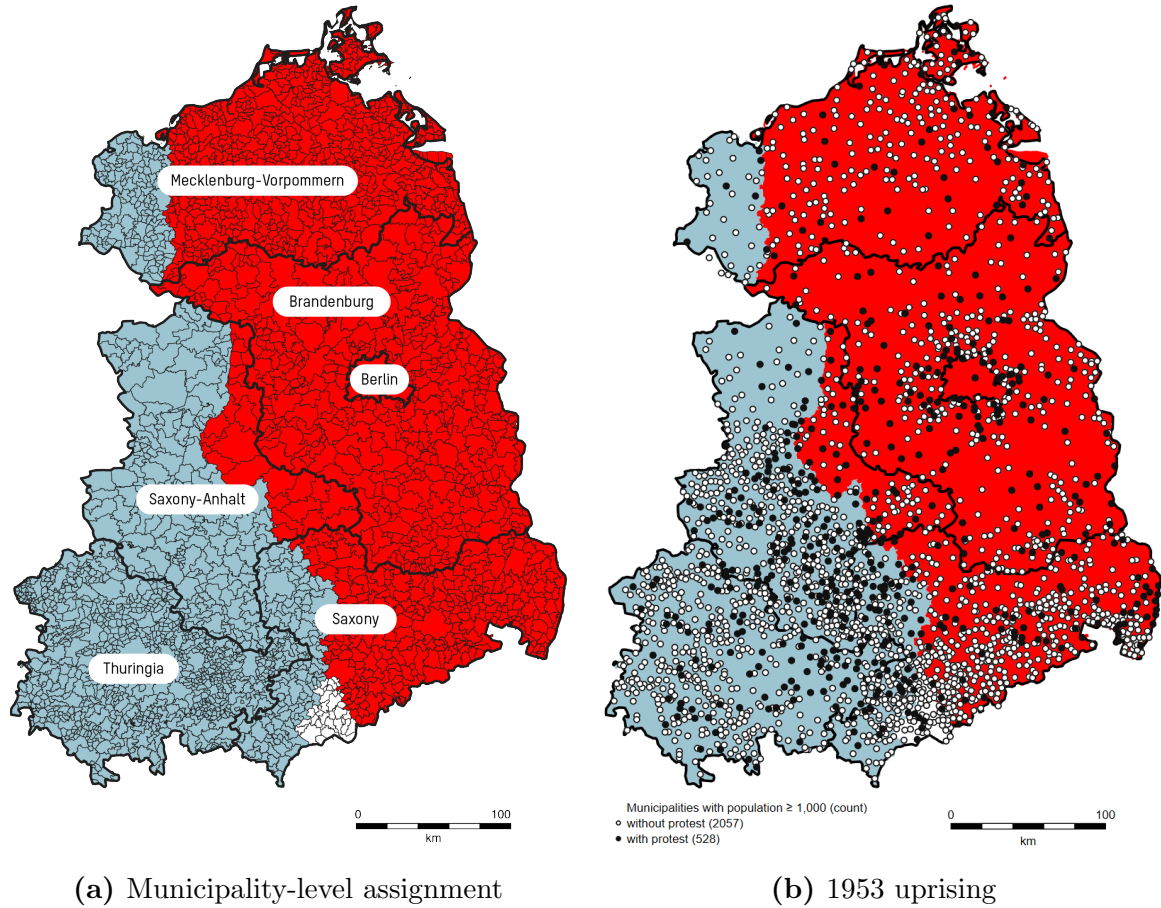 Mecklenburg-Vorpommern
Brandenburg
Berlin
Saxony-Anhalt
Saxony
Thuringia
0 100
km
Municipalities with population ≥ 1,000 (count)
without protest (2057)
with protest (528)
0 100
km
(a) Municipality-level assignment
(b) 1953 uprising